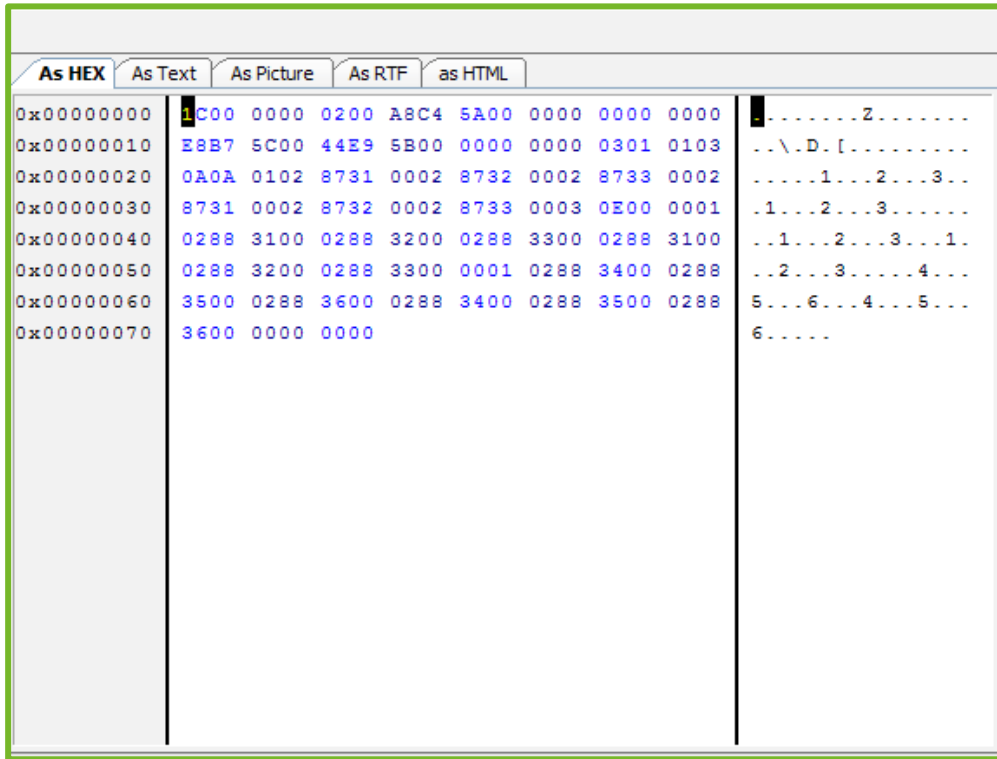 As HEX As Text As Picture As RTF as HTML
0x00000000 1C00 0000 0200 A8C4 5A00 0000 0000 0000 ........Z.......
0x00000010 E8B7 5C00 44E9 5B00 0000 0000 0301 0103 ..\.D.[.........
0x00000020 0A0A 0102 8731 0002 8732 0002 8733 0002 .....1...2...3..
0x00000030 8731 0002 8732 0002 8733 0003 0E00 0001 .1...2...3......
0x00000040 0288 3100 0288 3200 0288 3300 0288 3100 ..1...2...3...1.
0x00000050 0288 3200 0288 3300 0001 0288 3400 0288 ..2...3.....4...
0x00000060 3500 0288 3600 0288 3400 0288 3500 0288 5...6...4...5...
0x00000070 3600 0000 0000 6.....